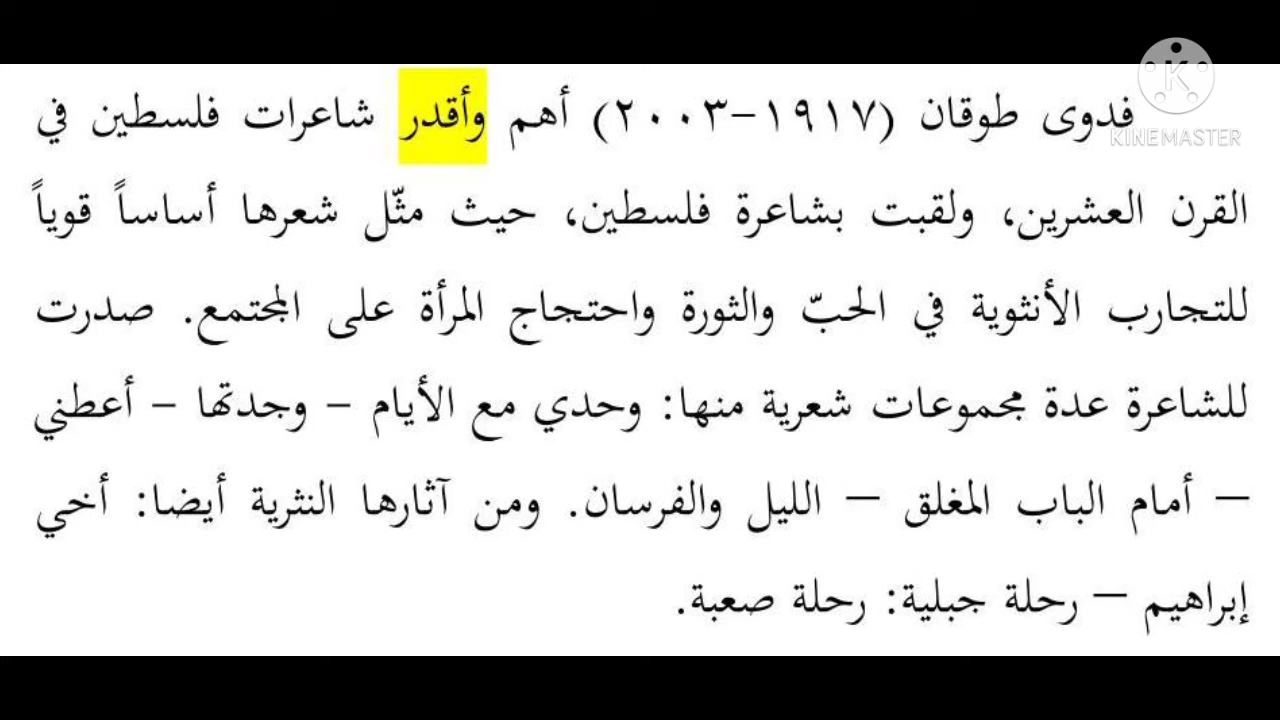 فدوى طوقان (١٩١٧-٢٠٠٣) أهم وأقدر شاعرات فلسطين في
القرن العشرين، ولقبت بشاعرة فلسطين، حيث مثّل شعرها أساساً قوياً
للتجارب الأنثوية في الحبّ والثورة واحتجاج المرأة على المجتمع. صدرت
للشاعرة عدة مجموعات شعرية منها: وحدي مع الأيام – وجدتها – أعطني
– أمام الباب المغلق – الليل والفرسان. ومن آثارها النثرية أيضا: أخي
إبراهيم – رحلة جبلية: رحلة صعبة.
K
KINEMASTER